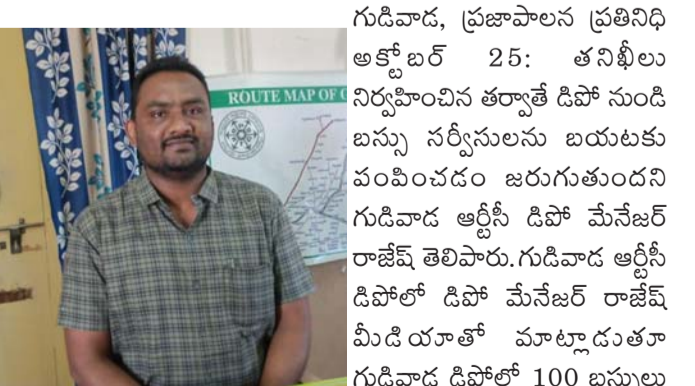 ROUTE MAP OF
గుడివాడ, ప్రజాపాలన ప్రతినిధి
అక్టోబర్ 25: తనిఖీలు
నిర్వహించిన తర్వాతే డిపో నుండి
బస్సు సర్వీసులను బయటకు
పంపించడం జరుగుతుందని
గుడివాడ ఆర్టీసీ డిపో మేనేజర్
రాజేష్ తెలిపారు.గుడివాడ ఆర్టీసీ
డిపోలో డిపో మేనేజర్ రాజేష్
మీడియాతో మాట్లాడుతూ
గుడివాడ డిపోలో 100 బస్సులు